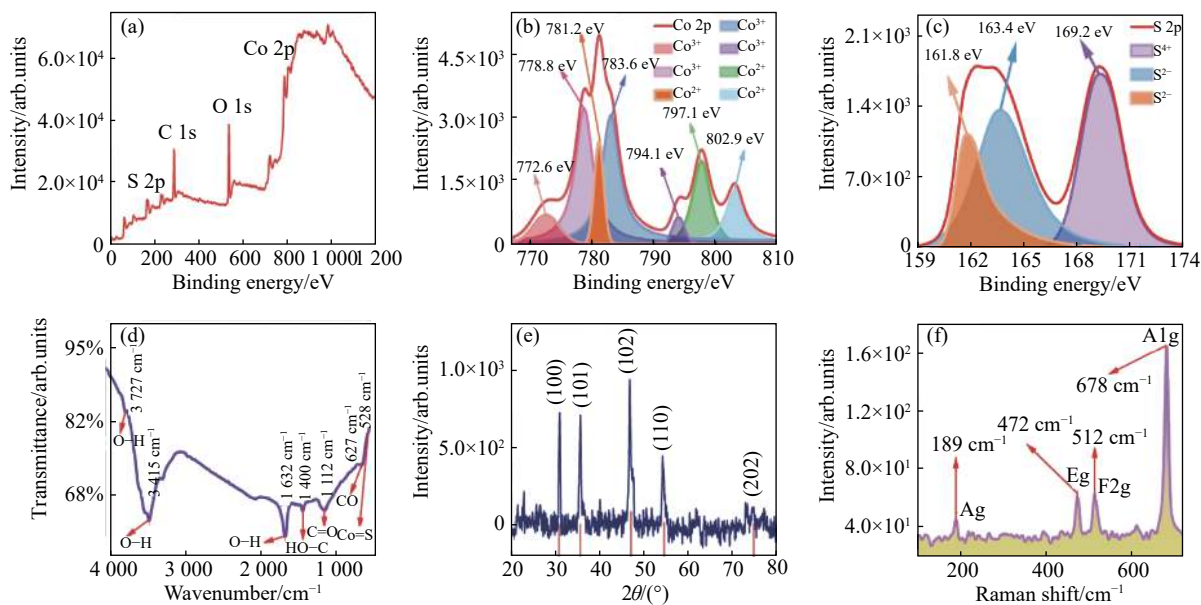 (a)
Intensity/arb.units
6.0×10⁴
4.0×10⁴
2.0×10⁴
0
S 2p
C 1s
O 1s
Co 2p
0 200 400 600 800 1 000 1 200
Binding energy/eV
(b)
Intensity/arb.units
4.5×10³
3.0×10³
1.5×10³
0
781.2 eV
778.8 eV
783.6 eV
772.6 eV
794.1 eV
797.1 eV
802.9 eV
Co 2p Co³⁺
Co³⁺ Co³⁺
Co³⁺ Co²⁺
Co²⁺ Co²⁺
770 780 790 800 810
Binding energy/eV
(c)
Intensity/arb.units
2.1×10³
1.4×10³
7.0×10²
0
161.8 eV
163.4 eV
169.2 eV
S 2p
S⁴⁺
S²⁻
S²⁻
159 162 165 168 171 174
Binding energy/eV
(d)
Transmittance/arb.units
95%
82%
68%
3 727 cm⁻¹
O−H
3 415 cm⁻¹
O−H
1 632 cm⁻¹
O−H
1 400 cm⁻¹
HO−C
1 112 cm⁻¹
C=O
627 cm⁻¹
CO
528 cm⁻¹
Co=S
4 000 3 000 2 000 1 000
Wavenumber/cm⁻¹
(e)
Intensity/arb.units
1.0×10³
5.0×10²
0
(100)
(101)
(102)
(110)
(202)
20 30 40 50 60 70 80
2θ/(°)
(f)
Intensity/arb.units
1.6×10²
1.2×10²
8.0×10¹
4.0×10¹
189 cm⁻¹
Ag
472 cm⁻¹
Eg
512 cm⁻¹
F2g
678 cm⁻¹
A1g
200 400 600
Raman shift/cm⁻¹